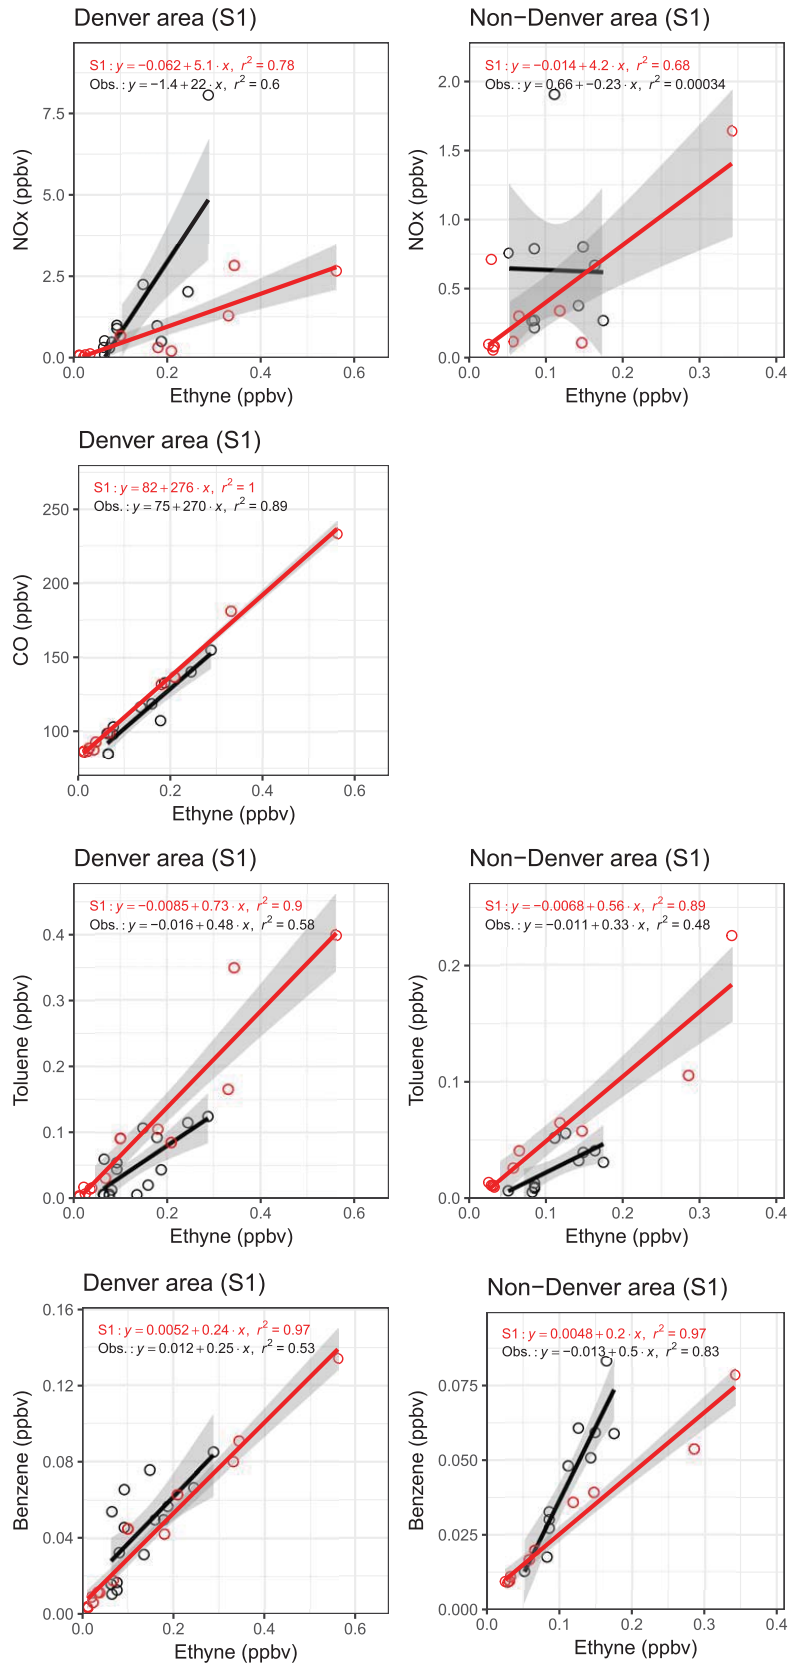 Denver area (S1)
Non−Denver area (S1)
S1 : y = −0.062 + 5.1 · x, r² = 0.78
Obs. : y = −1.4 + 22 · x, r² = 0.6
S1 : y = −0.014 + 4.2 · x, r² = 0.68
Obs. : y = 0.66 + −0.23 · x, r² = 0.00034
NOx (ppbv)
7.5
5.0
2.5
0.0
0.0 0.2 0.4 0.6
Ethyne (ppbv)
NOx (ppbv)
2.0
1.5
1.0
0.5
0.0
0.0 0.1 0.2 0.3 0.4
Ethyne (ppbv)
Denver area (S1)
S1 : y = 82 + 276 · x, r² = 1
Obs. : y = 75 + 270 · x, r² = 0.89
CO (ppbv)
250
200
150
100
0.0 0.2 0.4 0.6
Ethyne (ppbv)
Denver area (S1)
Non−Denver area (S1)
S1 : y = −0.0085 + 0.73 · x, r² = 0.9
Obs. : y = −0.016 + 0.48 · x, r² = 0.58
S1 : y = −0.0068 + 0.56 · x, r² = 0.89
Obs. : y = −0.011 + 0.33 · x, r² = 0.48
Toluene (ppbv)
0.4
0.3
0.2
0.1
0.0
0.0 0.2 0.4 0.6
Ethyne (ppbv)
Toluene (ppbv)
0.2
0.1
0.0
0.0 0.1 0.2 0.3 0.4
Ethyne (ppbv)
Denver area (S1)
Non−Denver area (S1)
S1 : y = 0.0052 + 0.24 · x, r² = 0.97
Obs. : y = 0.012 + 0.25 · x, r² = 0.53
S1 : y = 0.0048 + 0.2 · x, r² = 0.97
Obs. : y = −0.013 + 0.5 · x, r² = 0.83
Benzene (ppbv)
0.16
0.12
0.08
0.04
0.00
0.0 0.2 0.4 0.6
Ethyne (ppbv)
Benzene (ppbv)
0.075
0.050
0.025
0.000
0.0 0.1 0.2 0.3 0.4
Ethyne (ppbv)